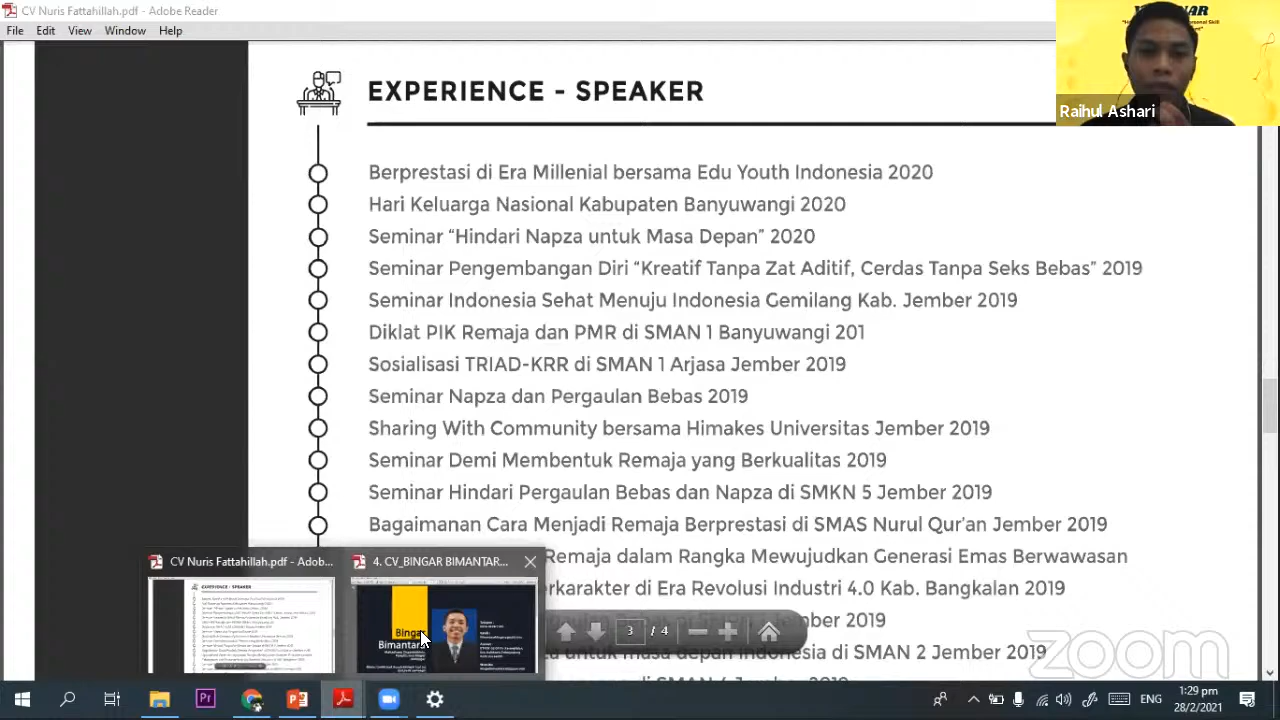 CV Nuris Fattahillah.pdf - Adobe Reader
File Edit View Window Help
Raihul Ashari
EXPERIENCE - SPEAKER
Berprestasi di Era Millenial bersama Edu Youth Indonesia 2020
Hari Keluarga Nasional Kabupaten Banyuwangi 2020
Seminar “Hindari Napza untuk Masa Depan” 2020
Seminar Pengembangan Diri “Kreatif Tanpa Zat Aditif, Cerdas Tanpa Seks Bebas” 2019
Seminar Indonesia Sehat Menuju Indonesia Gemilang Kab. Jember 2019
Diklat PIK Remaja dan PMR di SMAN 1 Banyuwangi 201
Sosialisasi TRIAD-KRR di SMAN 1 Arjasa Jember 2019
Seminar Napza dan Pergaulan Bebas 2019
Sharing With Community bersama Himakes Universitas Jember 2019
Seminar Demi Membentuk Remaja yang Berkualitas 2019
Seminar Hindari Pergaulan Bebas dan Napza di SMKN 5 Jember 2019
Bagaimanan Cara Menjadi Remaja Berprestasi di SMAS Nurul Qur’an Jember 2019
Remaja dalam Rangka Mewujudkan Generasi Emas Berwawasan
erkarakter di Era Revolusi Industri 4.0 Kab. Bangkalan 2019
mber 2019
nesia di SMAN 2 Jember 2019
CV Nuris Fattahillah.pdf - Adob...
4. CV_BINGAR BIMANTAR...
EXPERIENCE - SPEAKER
Bingar
Bimantara
3 / 4
zoom
ENG
1:29 pm
28/2/2021